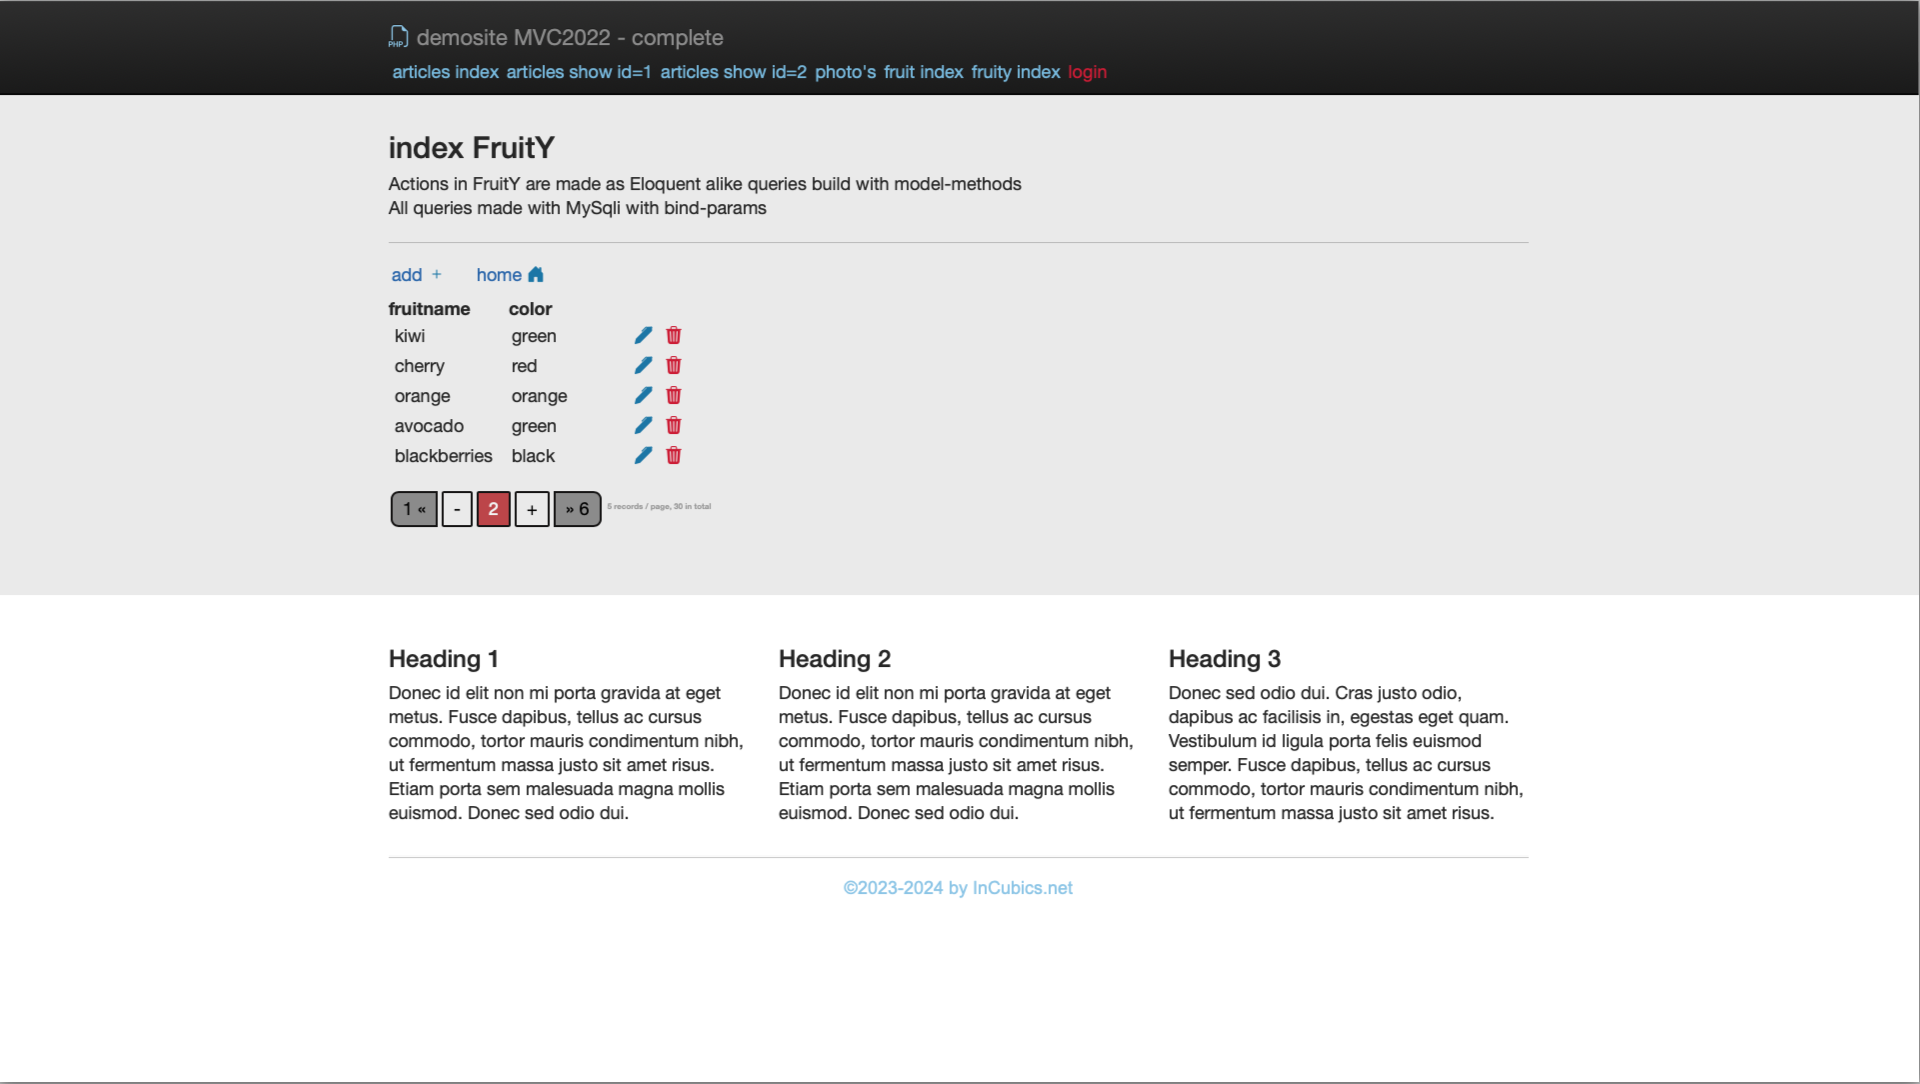 PHP demosite MVC2022 - complete
articles index articles show id=1 articles show id=2 photo's fruit index fruity index login
index FruitY
Actions in FruitY are made as Eloquent alike queries build with model-methods
All queries made with MySqli with bind-params
add + home
fruitname color
kiwi green
cherry red
orange orange
avocado green
blackberries black
1 « - 2 + » 6 5 records / page, 30 in total
Heading 1
Donec id elit non mi porta gravida at eget
metus. Fusce dapibus, tellus ac cursus
commodo, tortor mauris condimentum nibh,
ut fermentum massa justo sit amet risus.
Etiam porta sem malesuada magna mollis
euismod. Donec sed odio dui.
Heading 2
Donec id elit non mi porta gravida at eget
metus. Fusce dapibus, tellus ac cursus
commodo, tortor mauris condimentum nibh,
ut fermentum massa justo sit amet risus.
Etiam porta sem malesuada magna mollis
euismod. Donec sed odio dui.
Heading 3
Donec sed odio dui. Cras justo odio,
dapibus ac facilisis in, egestas eget quam.
Vestibulum id ligula porta felis euismod
semper. Fusce dapibus, tellus ac cursus
commodo, tortor mauris condimentum nibh,
ut fermentum massa justo sit amet risus.
©2023-2024 by InCubics.net